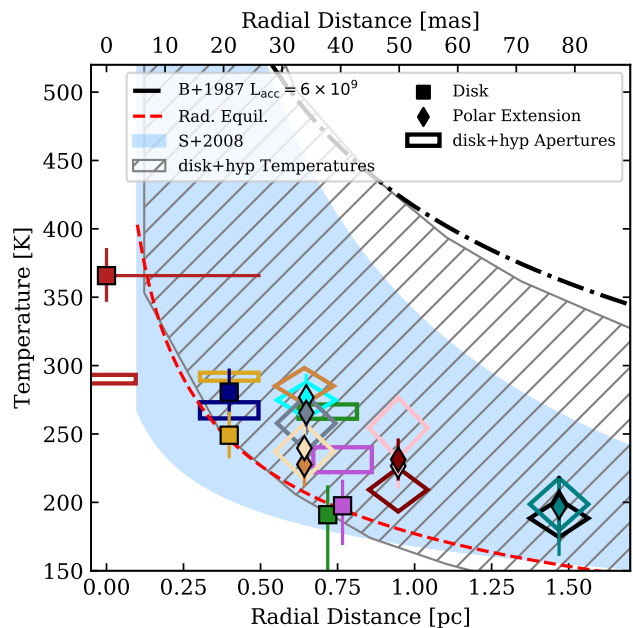 Radial Distance [mas]
0 10 20 30 40 50 60 70 80
B+1987 L_acc = 6 × 10^9
Rad. Equil.
S+2008
disk+hyp Temperatures
Disk
Polar Extension
disk+hyp Apertures
Temperature [K]
500
450
400
350
300
250
200
150
0.00 0.25 0.50 0.75 1.00 1.25 1.50
Radial Distance [pc]